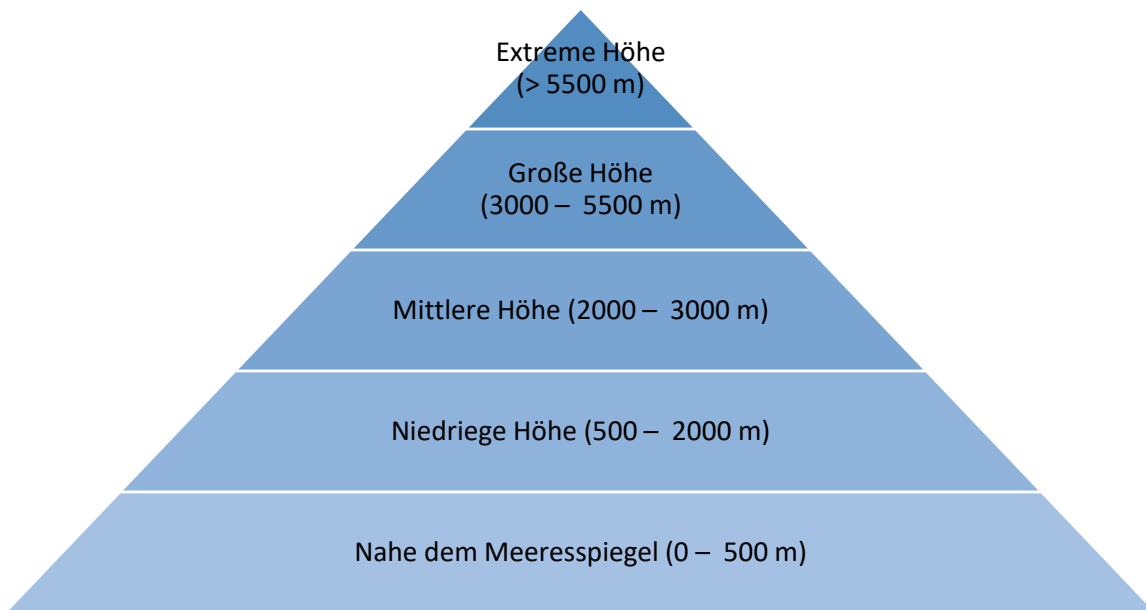 Extreme Höhe
(> 5500 m)
Große Höhe
(3000 – 5500 m)
Mittlere Höhe (2000 – 3000 m)
Niedriege Höhe (500 – 2000 m)
Nahe dem Meeresspiegel (0 – 500 m)